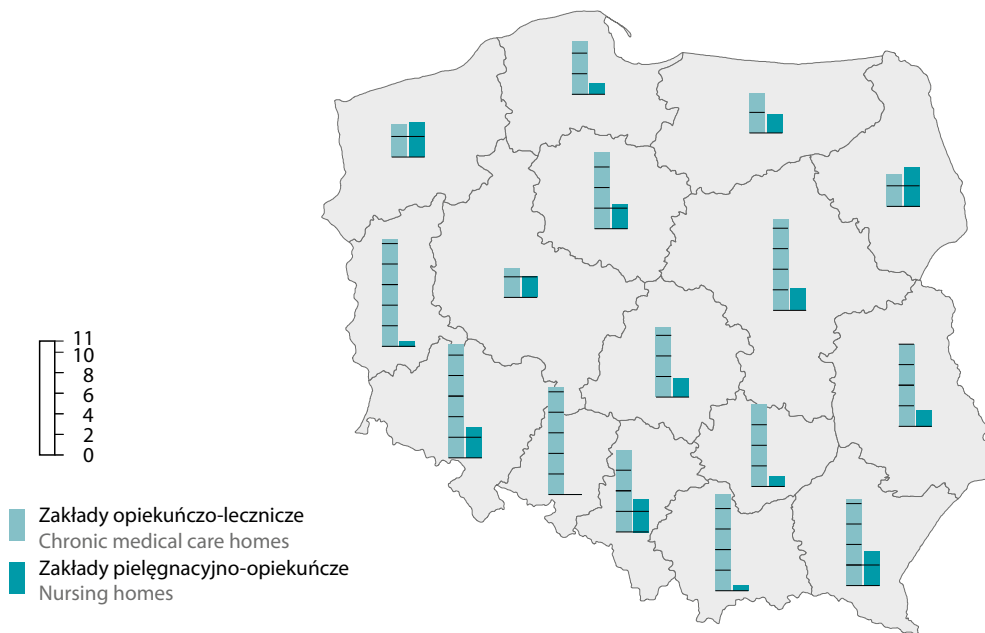 11
10
8
6
4
2
0
Zakłady opiekuńczo-lecznicze
Chronic medical care homes
Zakłady pielęgnacyjno-opiekuńcze
Nursing homes